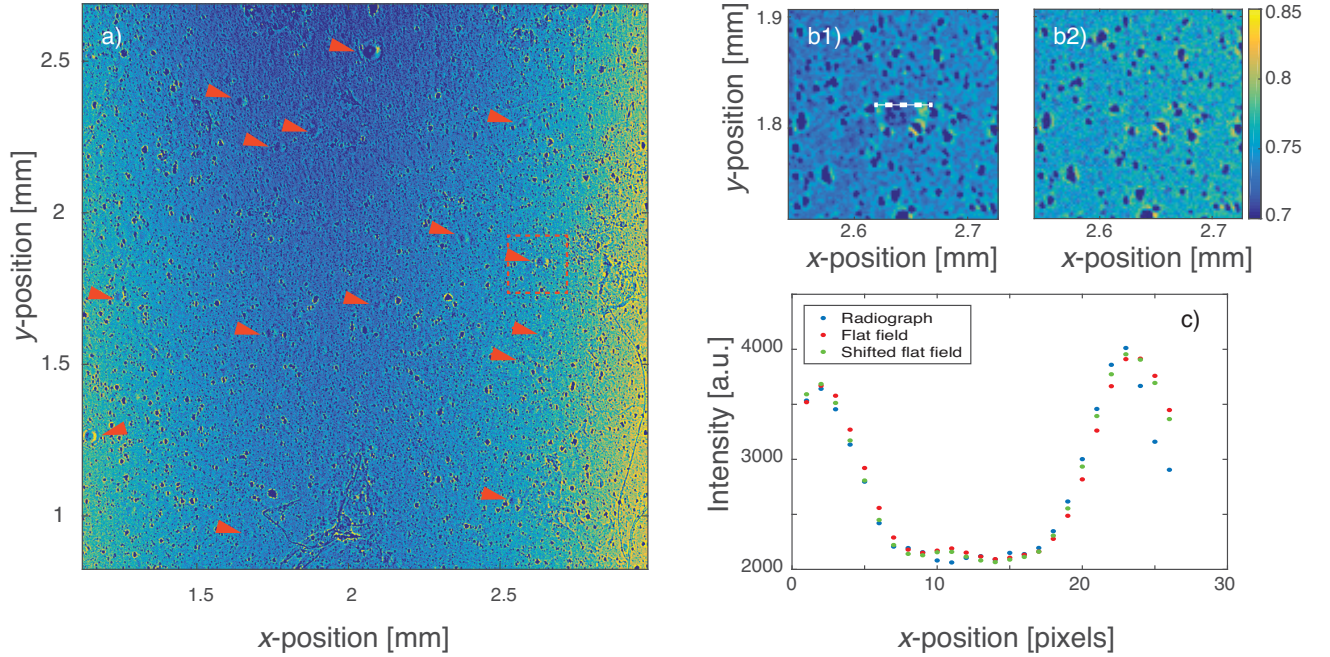 a)
y-position [mm]
2.5
2
1.5
1
1.5 2 2.5
x-position [mm]
b1)
y-position [mm]
1.9
1.8
2.6 2.7
x-position [mm]
b2)
2.6 2.7
x-position [mm]
0.85
0.8
0.75
0.7
c)
Radiograph
Flat field
Shifted flat field
Intensity [a.u.]
4000
3000
2000
0 10 20 30
x-position [pixels]